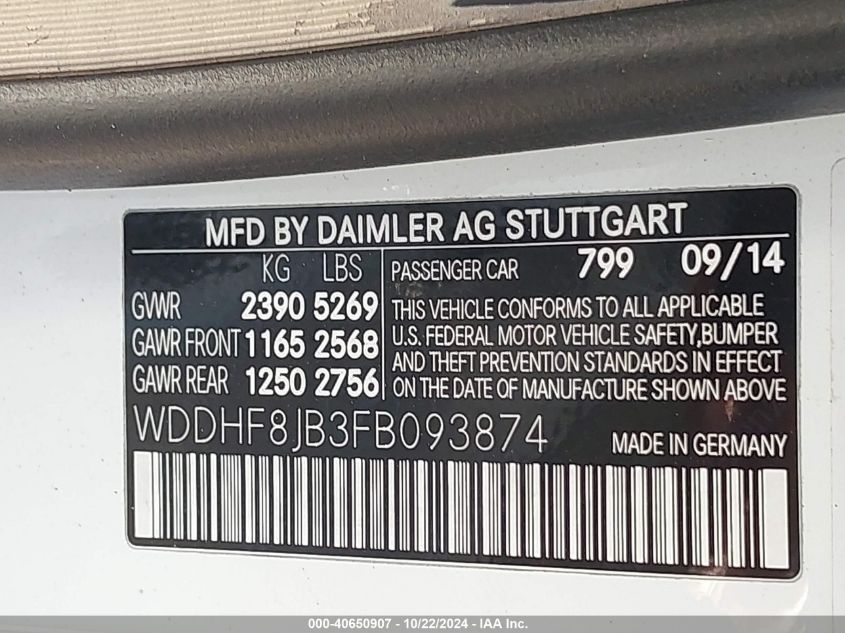 MFD BY DAIMLER AG STUTTGART
KG LBS
GVWR 2390 5269
GAWR FRONT 1165 2568
GAWR REAR 1250 2756
PASSENGER CAR 799 09/14
THIS VEHICLE CONFORMS TO ALL APPLICABLE
U.S. FEDERAL MOTOR VEHICLE SAFETY,BUMPER
AND THEFT PREVENTION STANDARDS IN EFFECT
ON THE DATE OF MANUFACTURE SHOWN ABOVE
WDDHF8JB3FB093874 MADE IN GERMANY
000-40650907 - 10/22/2024 - IAA Inc.